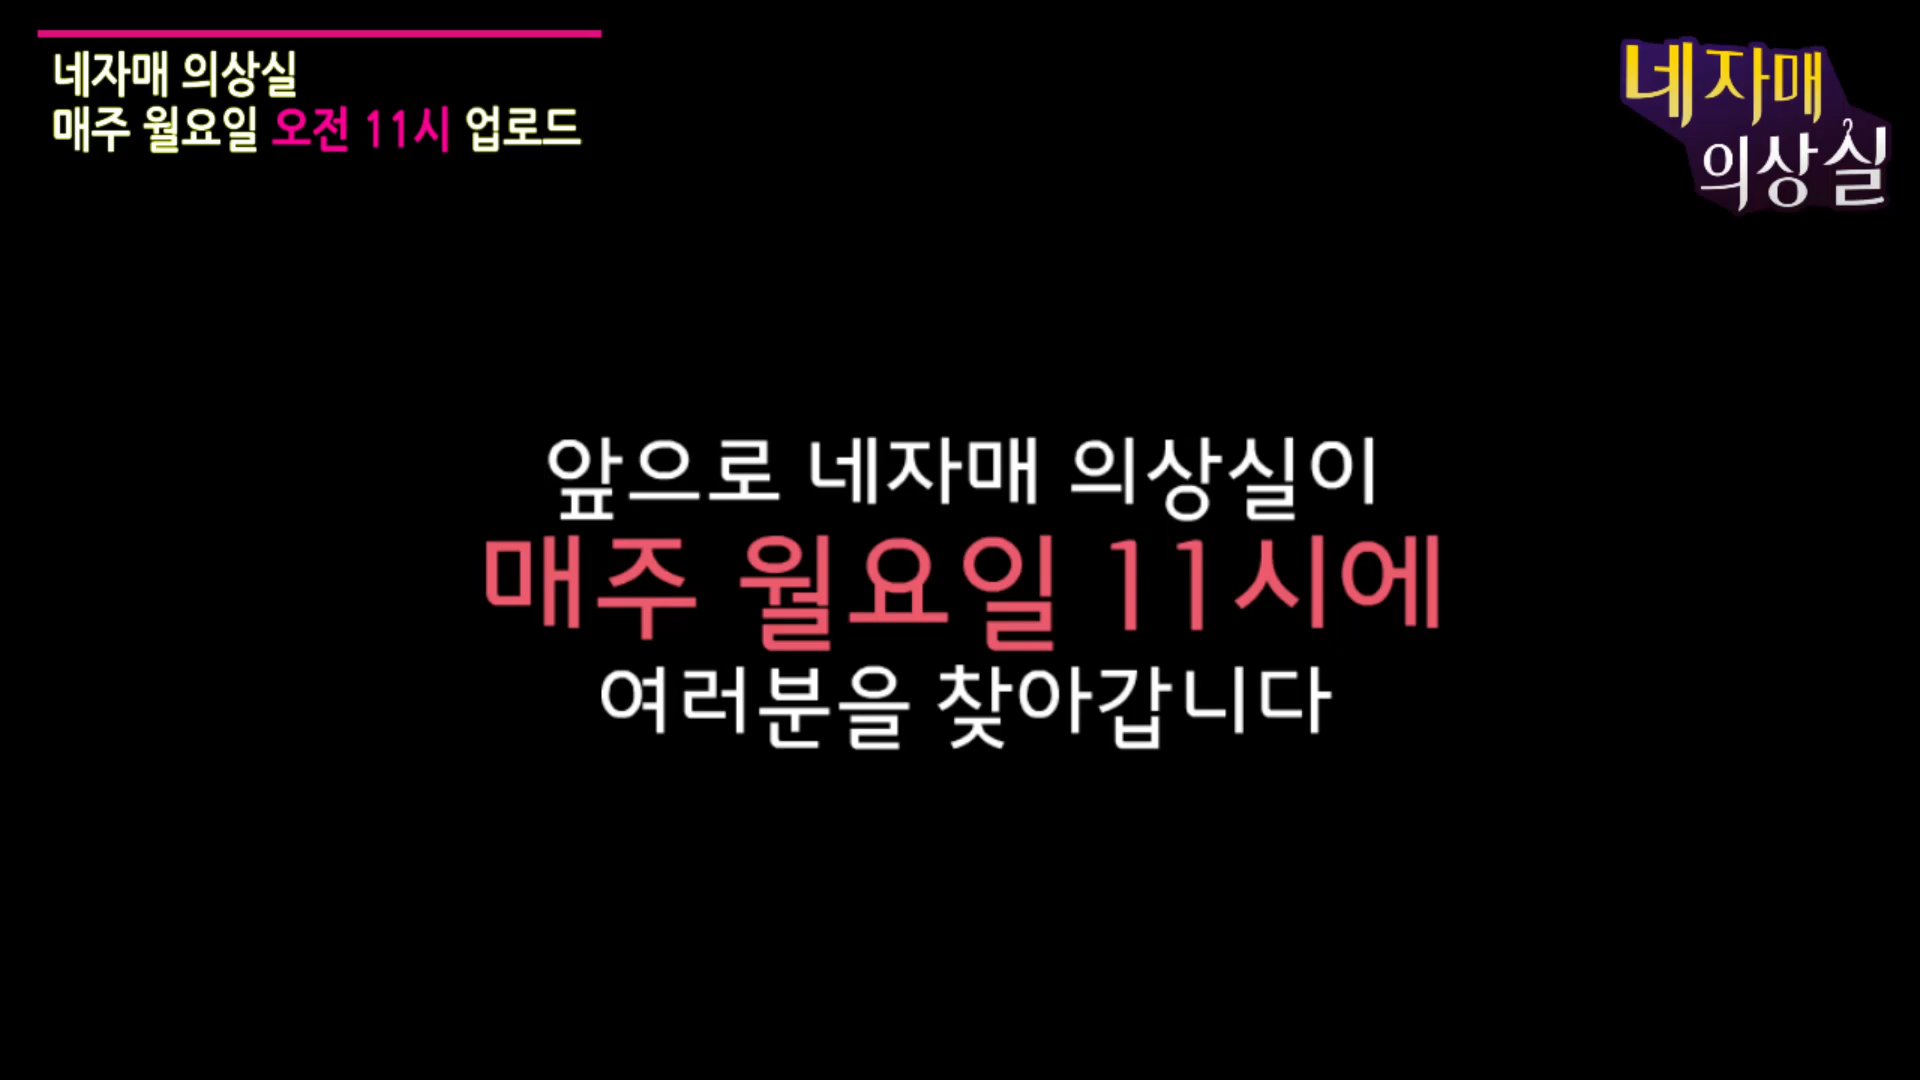 네자매 의상실
매주 월요일 오전 11시 업로드
네자매
의상실
앞으로 네자매 의상실이
매주 월요일 11시에
여러분을 찾아갑니다